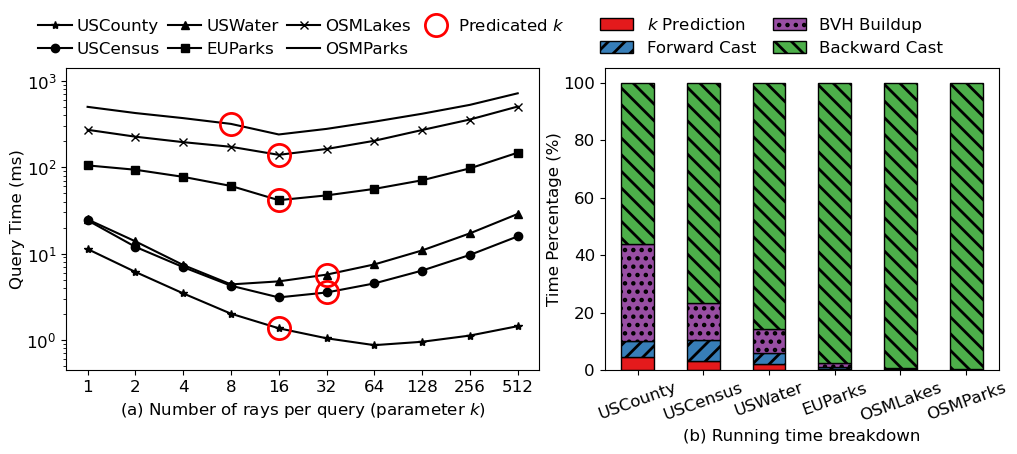 USCounty USWater OSMLakes Predicated k
USCensus EUParks OSMParks
10³
10²
10¹
10⁰
Query Time (ms)
1 2 4 8 16 32 64 128 256 512
(a) Number of rays per query (parameter k)
k Prediction BVH Buildup
Forward Cast Backward Cast
100
80
60
40
20
0
Time Percentage (%)
USCounty USCensus USWater EUParks OSMLakes OSMParks
(b) Running time breakdown